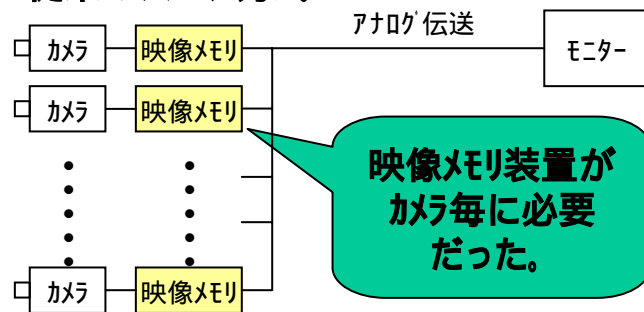 アナログ伝送
カメラ
映像メモリ
モニター
カメラ
映像メモリ
映像メモリ装置が
カメラ毎に必要
だった。
カメラ
映像メモリ